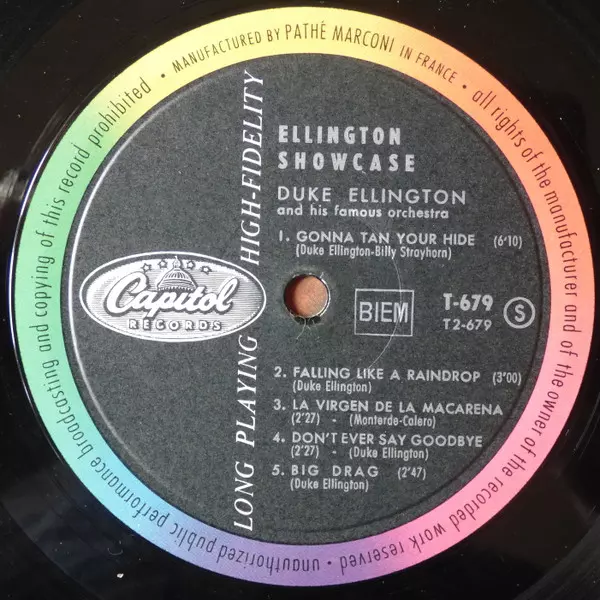 MANUFACTURED BY PATHÉ MARCONI IN FRANCE • all rights of the manufacturer and of the owner of the recorded work reserved • unauthorized public performance broadcasting and copying of this record prohibited •
LONG PLAYING HIGH-FIDELITY
ELLINGTON
SHOWCASE
DUKE ELLINGTON
and his famous orchestra
1. GONNA TAN YOUR HIDE (6'10)
(Duke Ellington-Billy Strayhorn)
Capitol
RECORDS
BIEM
T-679
T2-679
S
2. FALLING LIKE A RAINDROP (3'00)
(Duke Ellington)
3. LA VIRGEN DE LA MACARENA
(2'27) - (Monterde-Calero)
4. DON'T EVER SAY GOODBYE
(2'27) - (Duke Ellington)
5. BIG DRAG (2'47)
(Duke Ellington)